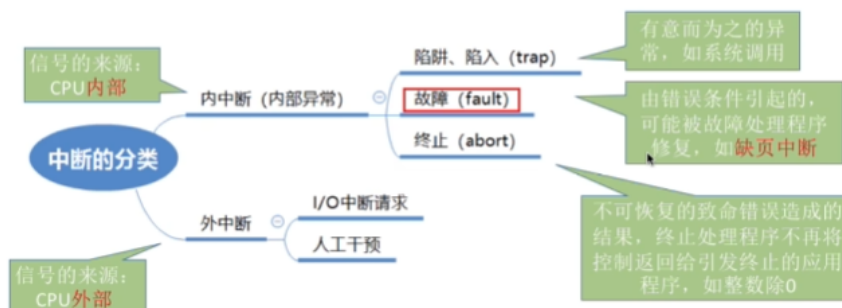 信号的来源：
CPU内部
中断的分类
内中断（内部异常）
陷阱、陷入（trap）
故障（fault）
终止（abort）
有意而为之的异
常，如系统调用
由错误条件引起的，
可能被故障处理程序
修复，如缺页中断
不可恢复的致命错误造成的
结果，终止处理程序不再将
控制返回给引发终止的应用
程序，如整数除0
外中断
I/O中断请求
人工干预
信号的来源：
CPU外部